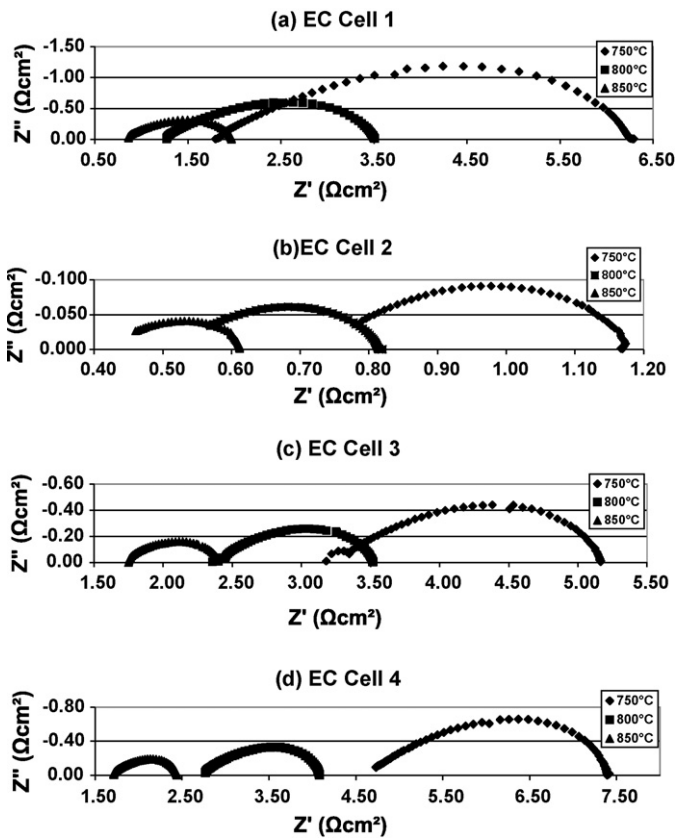 (a) EC Cell 1
Z'' (Ωcm²)
-1.50
-1.00
-0.50
0.00
750°C
800°C
850°C
0.50 1.50 2.50 3.50 4.50 5.50 6.50
Z' (Ωcm²)
(b)EC Cell 2
Z'' (Ωcm²)
-0.100
-0.050
0.000
750°C
800°C
850°C
0.40 0.50 0.60 0.70 0.80 0.90 1.00 1.10 1.20
Z' (Ωcm²)
(c) EC Cell 3
Z'' (Ωcm²)
-0.60
-0.40
-0.20
0.00
750°C
800°C
850°C
1.50 2.00 2.50 3.00 3.50 4.00 4.50 5.00 5.50
Z' (Ωcm²)
(d) EC Cell 4
Z'' (Ωcm²)
-0.80
-0.40
0.00
750°C
800°C
850°C
1.50 2.50 3.50 4.50 5.50 6.50 7.50
Z' (Ωcm²)